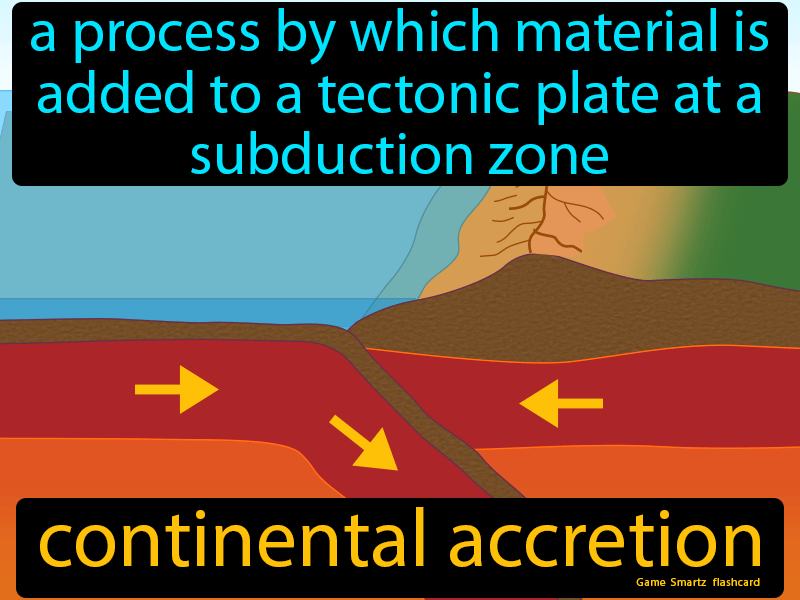 a process by which material is
added to a tectonic plate at a
subduction zone
continental accretion
Game Smartz flashcard